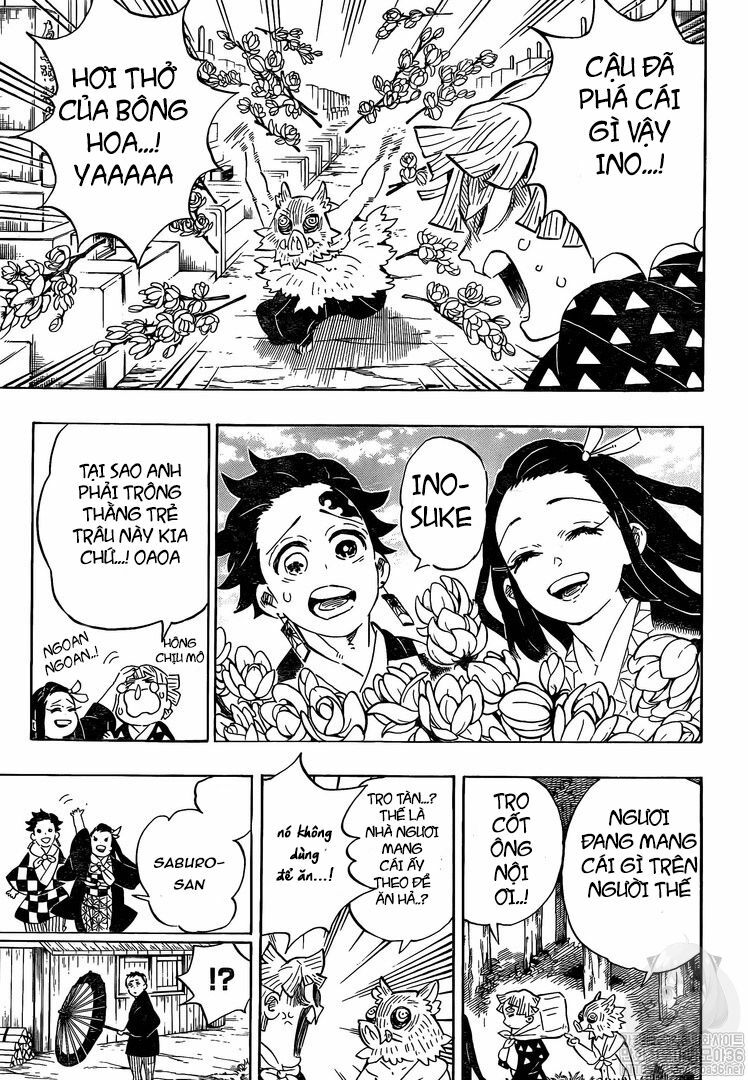 CẬU ĐÃ
PHÁ CÁI
GÌ VẬY
INO...!
HƠI THỞ
CỦA BÔNG
HOA...!
YAAAAA
INO-
SUKE
TẠI SAO ANH
PHẢI TRÔNG
THẰNG TRẺ
TRÂU NÀY KIA
CHỨ...! OAOA
HÔNG
CHỊU MÔ
NGOAN
NGOAN..!
NGƯƠI
ĐANG MANG
CÁI GÌ TRÊN
NGƯỜI THẾ
TRO
CỐT
ÔNG
NỘI
ƠI..!
TRO TÀN..?
THẾ LÀ
NHÀ NGƯƠI
MANG
CÁI ẤY
THEO ĐỂ
ĂN HẢ..?
nó không
dùng
để ăn...!
SABURO-
SAN
!?